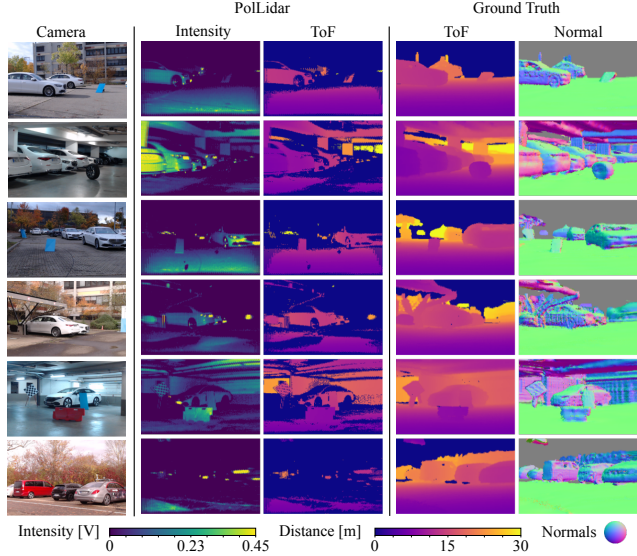 PolLidar
Ground Truth
Camera
Intensity
ToF
ToF
Normal
Intensity [V]
0
0.23
0.45
Distance [m]
0
15
30
Normals